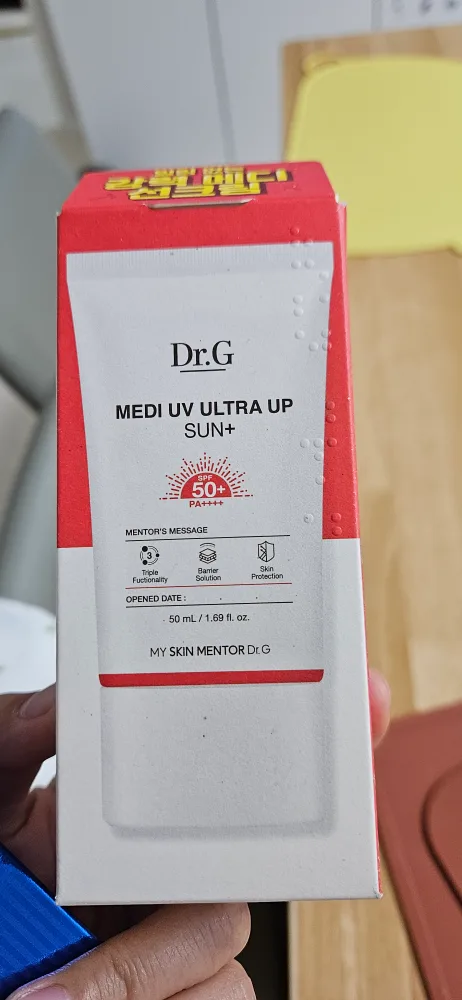 Dr.G
MEDI UV ULTRA UP
SUN+
SPF
50+
PA++++
MENTOR'S MESSAGE
3
Triple
Fuctionality
Barrier
Solution
Skin
Protection
OPENED DATE : . .
50 mL / 1.69 fl. oz.
MY SKIN MENTOR Dr.G